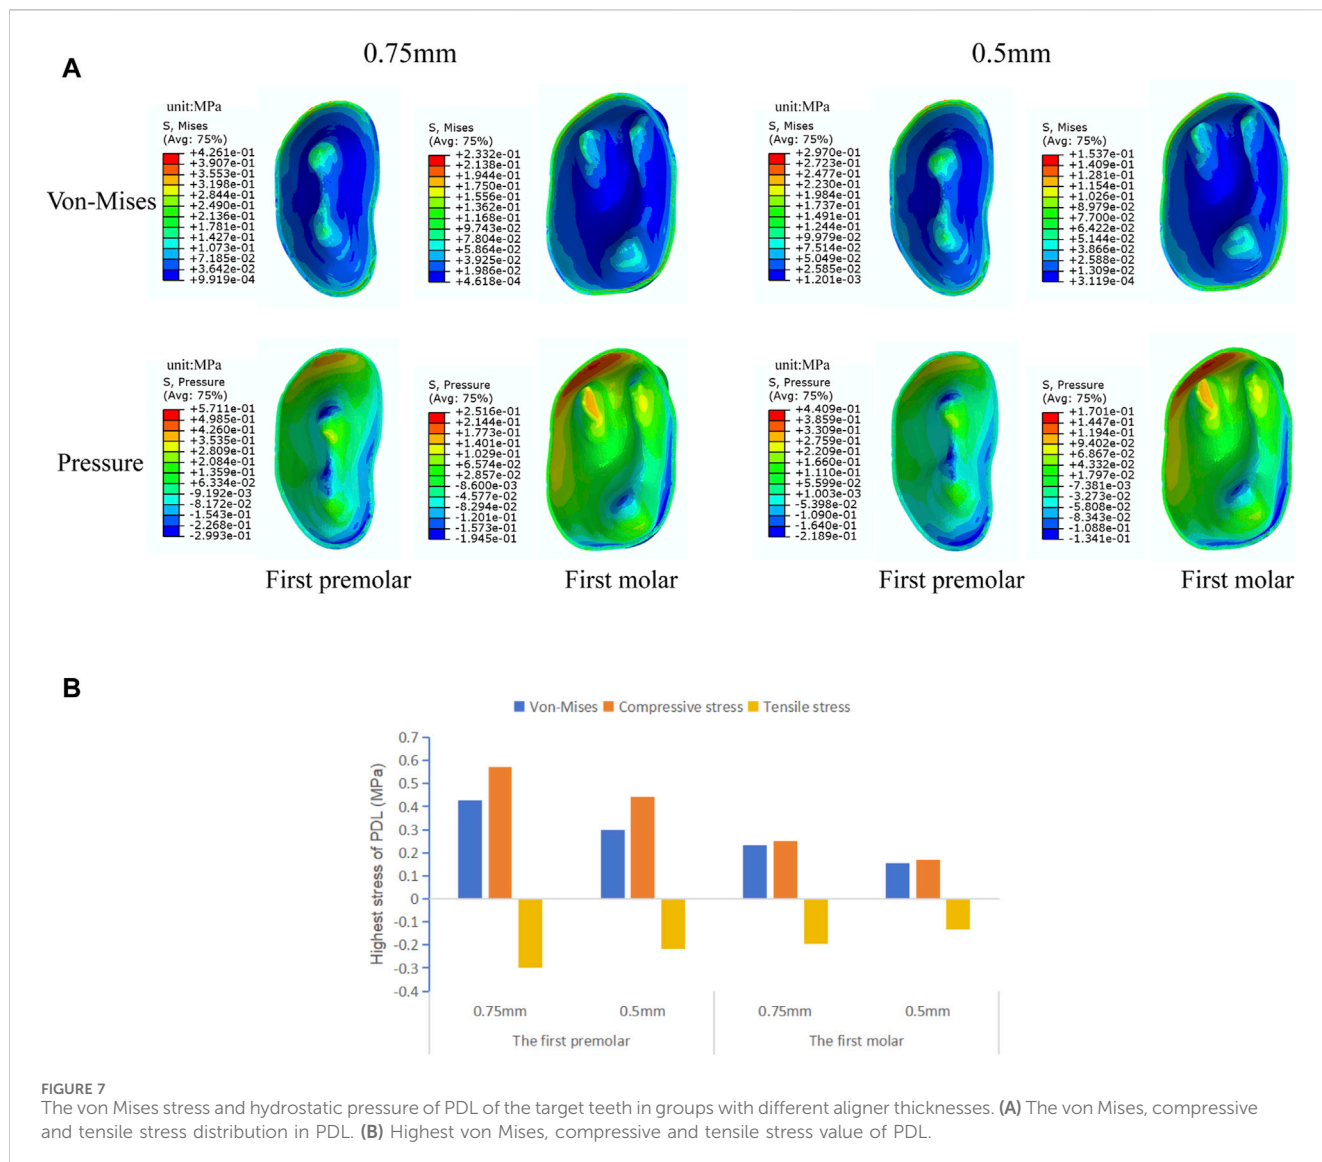 0.75mm
0.5mm
A
unit:MPa
S, Mises
(Avg: 75%)
+4.261e-01
+3.907e-01
+3.553e-01
+3.198e-01
+2.844e-01
+2.490e-01
+2.136e-01
+1.781e-01
+1.427e-01
+1.073e-01
+7.185e-02
+3.642e-02
+9.919e-04
S, Mises
(Avg: 75%)
+2.332e-01
+2.138e-01
+1.944e-01
+1.750e-01
+1.556e-01
+1.362e-01
+1.168e-01
+9.743e-02
+7.804e-02
+5.864e-02
+3.925e-02
+1.986e-02
+4.618e-04
unit:MPa
S, Mises
(Avg: 75%)
+2.970e-01
+2.723e-01
+2.477e-01
+2.230e-01
+1.984e-01
+1.737e-01
+1.491e-01
+1.244e-01
+9.979e-02
+7.514e-02
+5.049e-02
+2.585e-02
+1.201e-03
S, Mises
(Avg: 75%)
+1.537e-01
+1.409e-01
+1.281e-01
+1.154e-01
+1.026e-01
+8.979e-02
+7.700e-02
+6.422e-02
+5.144e-02
+3.866e-02
+2.588e-02
+1.309e-02
+3.119e-04
Von-Mises
unit:MPa
S, Pressure
(Avg: 75%)
+5.711e-01
+4.985e-01
+4.260e-01
+3.535e-01
+2.809e-01
+2.084e-01
+1.359e-01
+6.334e-02
-9.192e-03
-8.172e-02
-1.543e-01
-2.268e-01
-2.993e-01
S, Pressure
(Avg: 75%)
+2.516e-01
+2.144e-01
+1.773e-01
+1.401e-01
+1.029e-01
+6.574e-02
+2.857e-02
-8.600e-03
-4.577e-02
-8.294e-02
-1.201e-01
-1.573e-01
-1.945e-01
unit:MPa
S, Pressure
(Avg: 75%)
+4.409e-01
+3.859e-01
+3.309e-01
+2.759e-01
+2.209e-01
+1.660e-01
+1.110e-01
+5.599e-02
+1.003e-03
-5.398e-02
-1.090e-01
-1.640e-01
-2.189e-01
S, Pressure
(Avg: 75%)
+1.701e-01
+1.447e-01
+1.194e-01
+9.402e-02
+6.867e-02
+4.332e-02
+1.797e-02
-7.381e-03
-3.273e-02
-5.808e-02
-8.343e-02
-1.088e-01
-1.341e-01
Pressure
First premolar
First molar
First premolar
First molar
B
Von-Mises Compressive stress Tensile stress
Highest stress of PDL (MPa)
0.7
0.6
0.5
0.4
0.3
0.2
0.1
0
-0.1
-0.2
-0.3
-0.4
0.75mm 0.5mm 0.75mm 0.5mm
The first premolar The first molar
FIGURE 7
The von Mises stress and hydrostatic pressure of PDL of the target teeth in groups with different aligner thicknesses. (A) The von Mises, compressive
and tensile stress distribution in PDL. (B) Highest von Mises, compressive and tensile stress value of PDL.